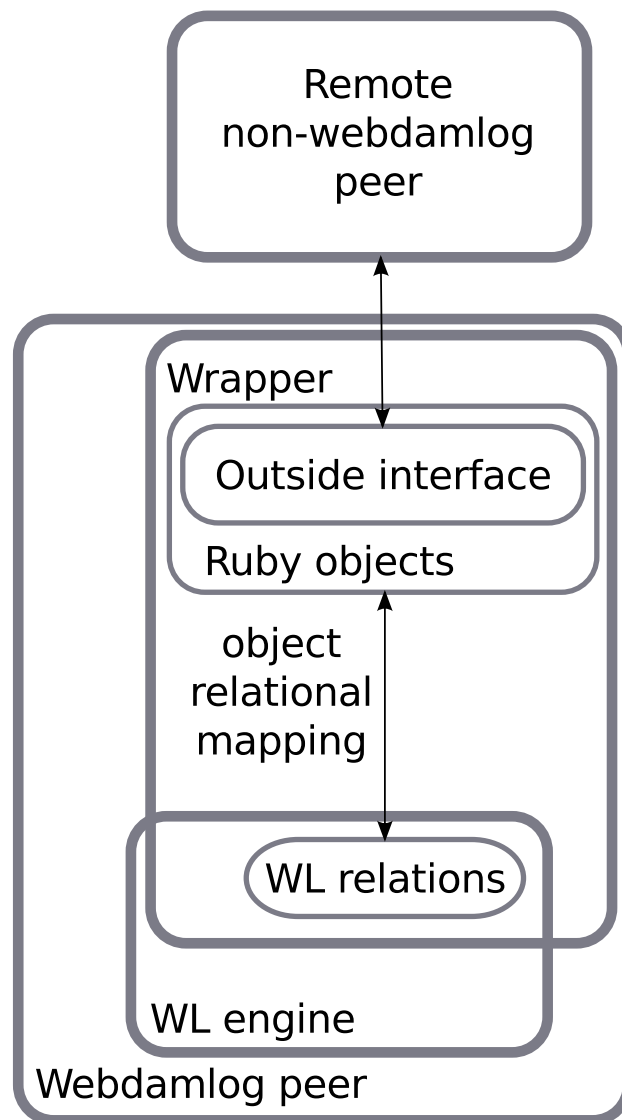 Remote
non-webdamlog
peer
Wrapper
Outside interface
Ruby objects
object
relational
mapping
WL relations
WL engine
Webdamlog peer